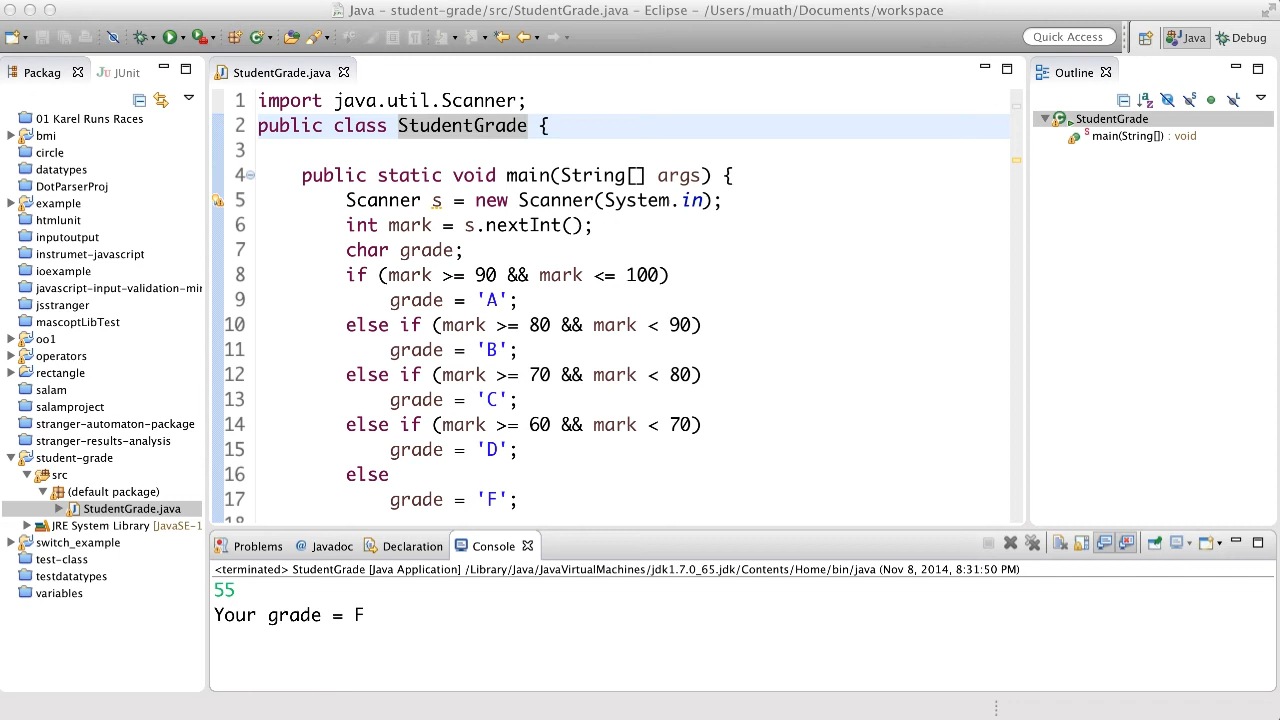 Java – student-grade/src/StudentGrade.java – Eclipse – /Users/muath/Documents/workspace
Quick Access
Java
Debug
Packag
JUnit
01 Karel Runs Races
bmi
circle
datatypes
DotParserProj
example
htmlunit
inputoutput
instrumet-javascript
ioexample
javascript-input-validation-mir
jsstranger
mascoptLibTest
oo1
operators
rectangle
salam
salamproject
stranger-automaton-package
stranger-results-analysis
student-grade
src
(default package)
StudentGrade.java
JRE System Library [JavaSE-1
switch_example
test-class
testdatatypes
variables
StudentGrade.java
1 import java.util.Scanner;
2 public class StudentGrade {
3
4 public static void main(String[] args) {
5 Scanner s = new Scanner(System.in);
6 int mark = s.nextInt();
7 char grade;
8 if (mark >= 90 && mark <= 100)
9 grade = 'A';
10 else if (mark >= 80 && mark < 90)
11 grade = 'B';
12 else if (mark >= 70 && mark < 80)
13 grade = 'C';
14 else if (mark >= 60 && mark < 70)
15 grade = 'D';
16 else
17 grade = 'F';
18
Outline
StudentGrade
main(String[]) : void
Problems
@ Javadoc
Declaration
Console
<terminated> StudentGrade [Java Application] /Library/Java/JavaVirtualMachines/jdk1.7.0_65.jdk/Contents/Home/bin/java (Nov 8, 2014, 8:31:50 PM)
55
Your grade = F